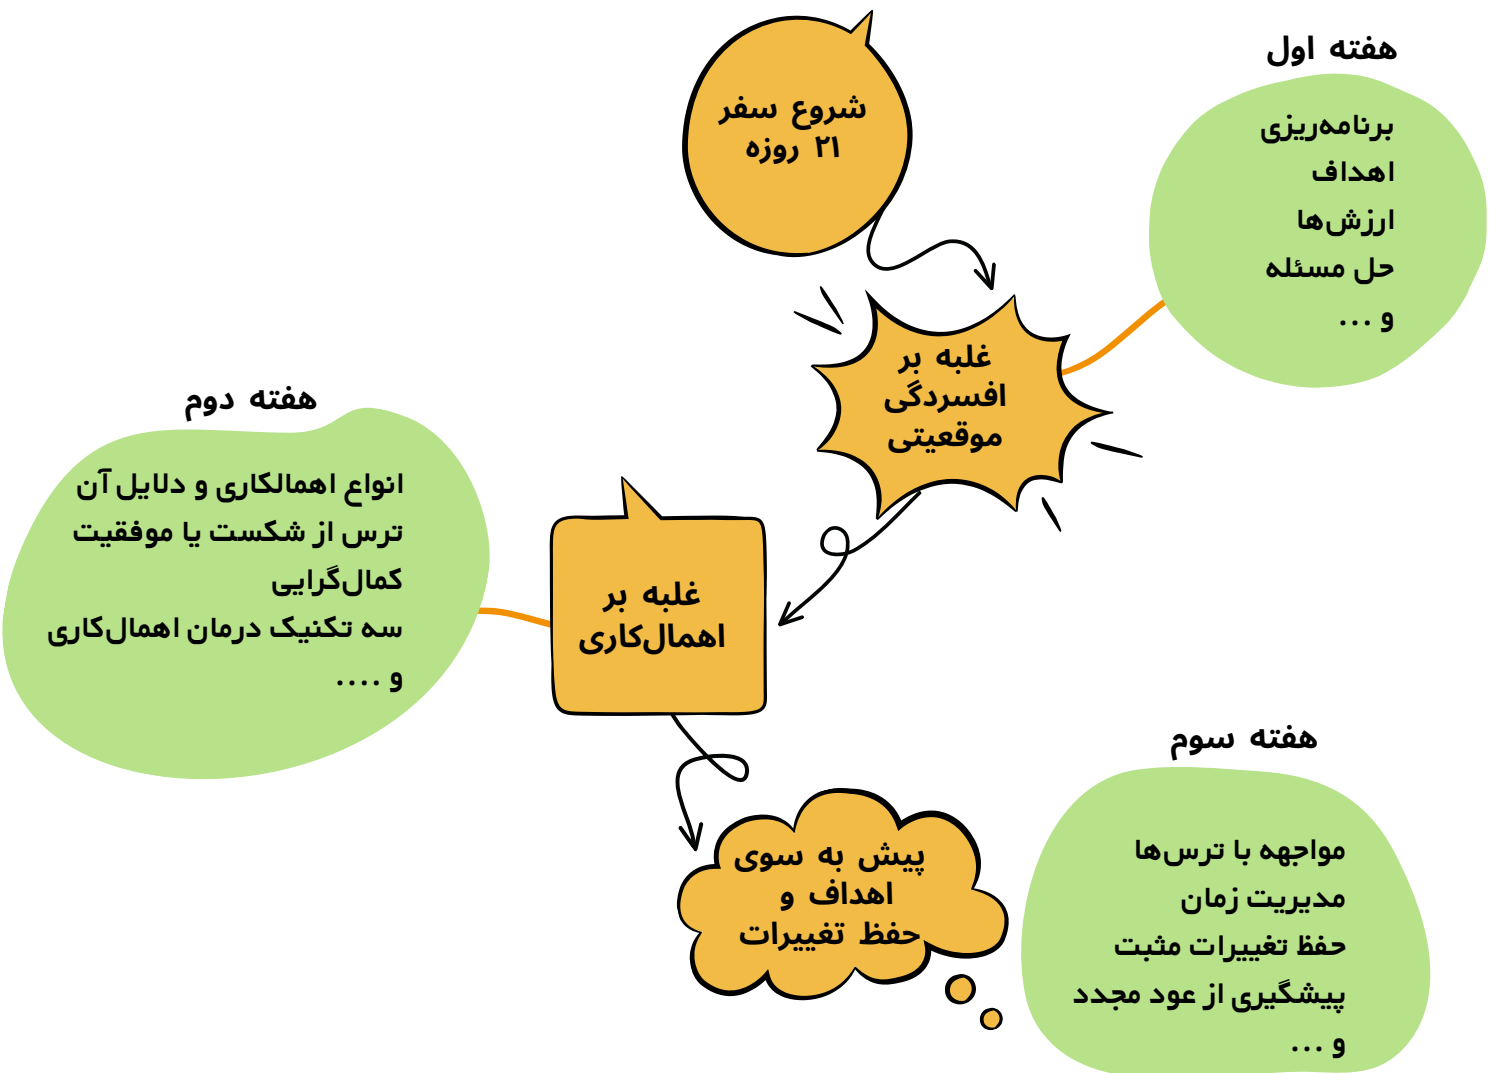 شروع سفر
۲۱ روزه
هفته اول
برنامه‌ریزی
اهداف
ارزش‌ها
حل مسئله
و ...
غلبه بر
افسردگی
موقعیتی
هفته دوم
انواع اهمالکاری و دلایل آن
ترس از شکست یا موفقیت
کمال‌گرایی
سه تکنیک درمان اهمال‌کاری
و ....
غلبه بر
اهمال‌کاری
هفته سوم
مواجهه با ترس‌ها
مدیریت زمان
حفظ تغییرات مثبت
پیشگیری از عود مجدد
و ...
پیش به سوی
اهداف و
حفظ تغییرات